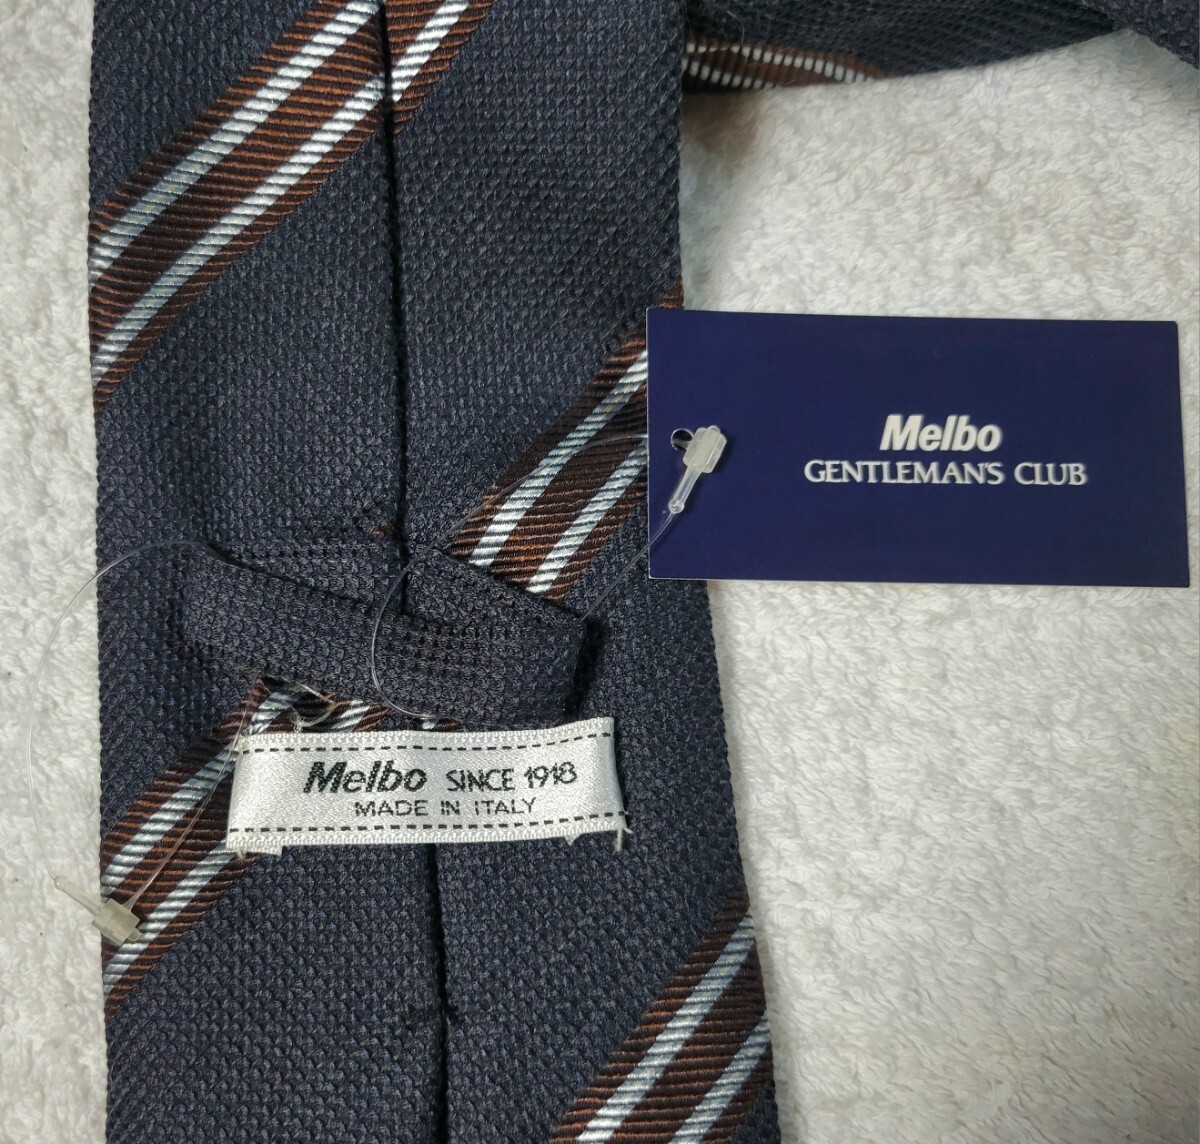 Melbo
GENTLEMAN'S CLUB
Melbo SINCE 1918
MADE IN ITALY